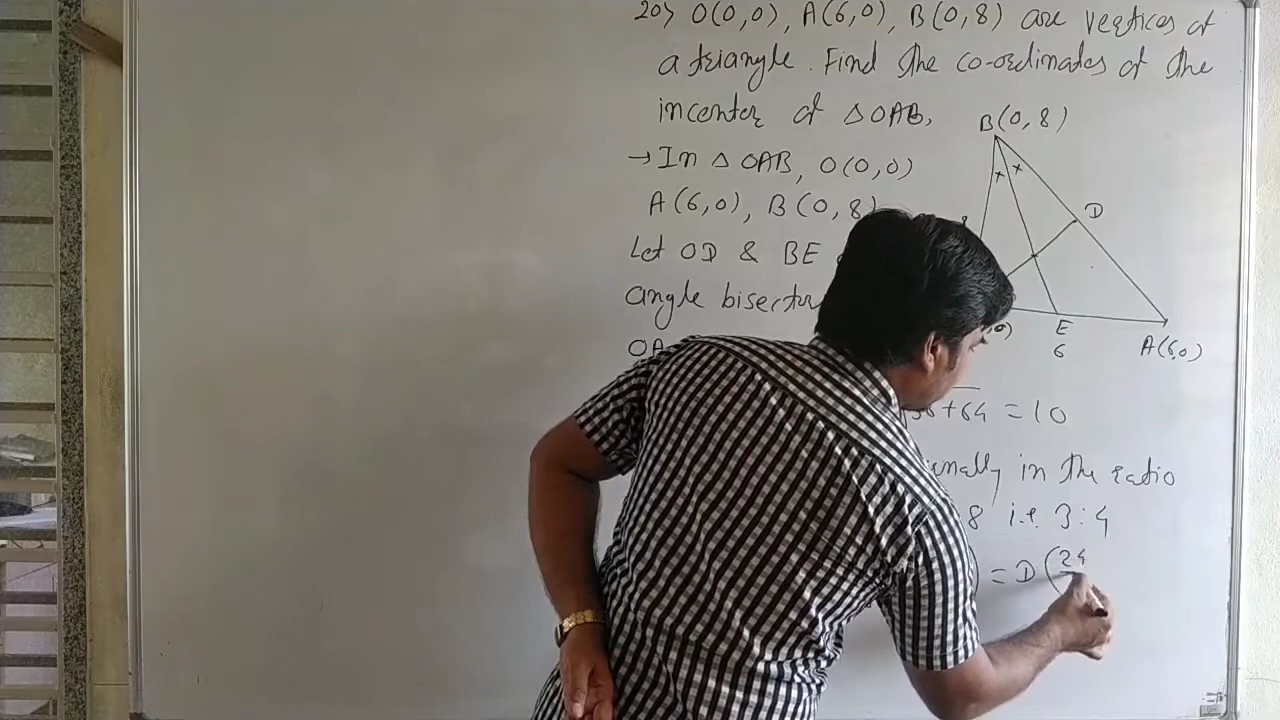 20> O(0,0), A(6,0), B(0,8) are vertices of
a triangle. Find the co-ordinates of the
incenter of △OAB.
→ In △ OAB, O(0,0)
A(6,0), B(0,8)
Let OD & BE
angle bisector
OA
+64 = 10
in the ratio
8 i.e. 3:4
= D(24
B(0,8)
x x
D
E
6
A(6,0)